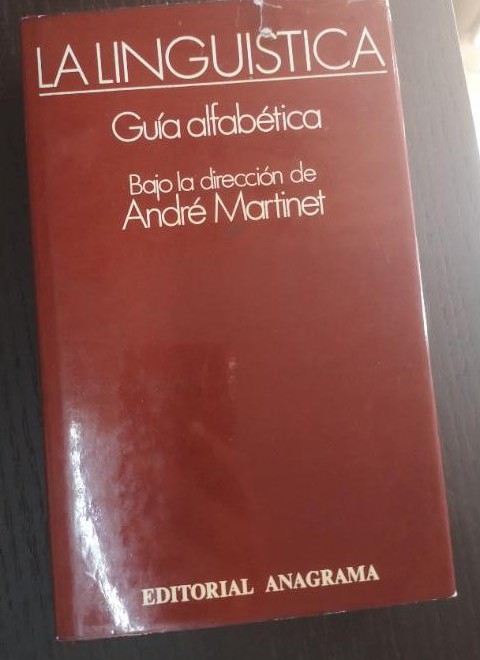 LA LINGUISTICA
Guía alfabética
Bajo la dirección de
André Martinet
EDITORIAL ANAGRAMA